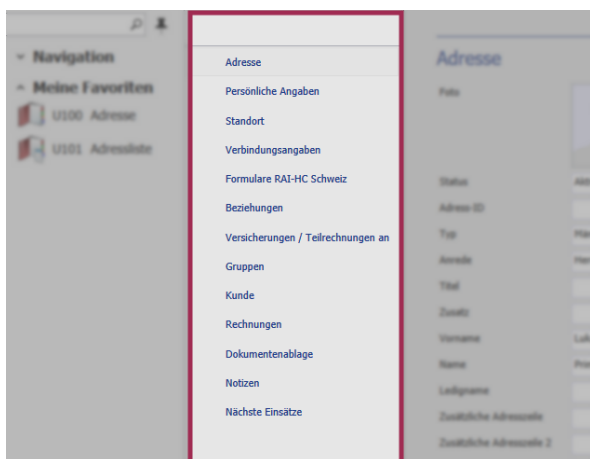 Navigation
Meine Favoriten
U100 Adresse
U101 Adressliste
Adresse
Persönliche Angaben
Standort
Verbindungsangaben
Formulare RAI-HC Schweiz
Beziehungen
Versicherungen / Teilrechnungen an
Gruppen
Kunde
Rechnungen
Dokumentenablage
Notizen
Nächste Einsätze
Adresse
Foto
Status
Adress-ID
Typ
Anrede
Titel
Zusatz
Vorname
Name
Ledigname
Zusätzliche Adresszeile
Zusätzliche Adresszeile 2